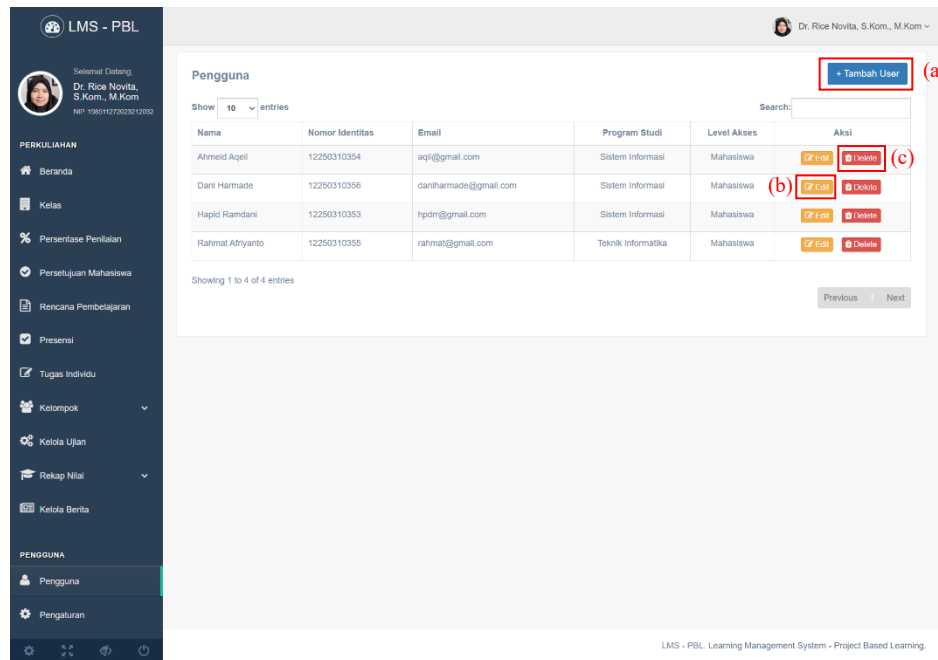 LMS - PBL
Dr. Rice Novita, S.Kom., M.Kom
Selamat Datang,
Dr. Rice Novita,
S.Kom., M.Kom
NIP. 198511272023212032
PERKULIAHAN
Beranda
Kelas
Persentase Penilaian
Persetujuan Mahasiswa
Rencana Pembelajaran
Presensi
Tugas Individu
Kelompok
Kelola Ujian
Rekap Nilai
Kelola Berita
PENGGUNA
Pengguna
Pengaturan
Pengguna
+ Tambah User (a
Show 10 entries Search:
Nama Nomor Identitas Email Program Studi Level Akses Aksi
Ahmeid Aqeil 12250310354 aqil@gmail.com Sistem Informasi Mahasiswa Edit Delete (c)
Dani Harmade 12250310356 daniharmade@gmail.com Sistem Informasi Mahasiswa (b) Edit Delete
Hapid Ramdani 12250310353 hpdrr@gmail.com Sistem Informasi Mahasiswa Edit Delete
Rahmat Afriyanto 12250310355 rahmat@gmail.com Teknik Informatika Mahasiswa Edit Delete
Showing 1 to 4 of 4 entries
Previous 1 Next
LMS - PBL. Learning Management System - Project Based Learning.